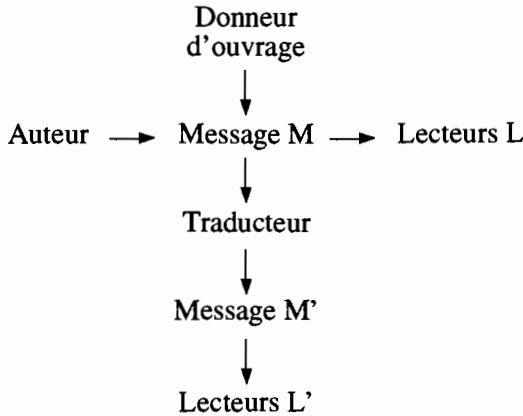 Donneur
d'ouvrage
Auteur Message M Lecteurs L
Traducteur
Message M'
Lecteurs L'